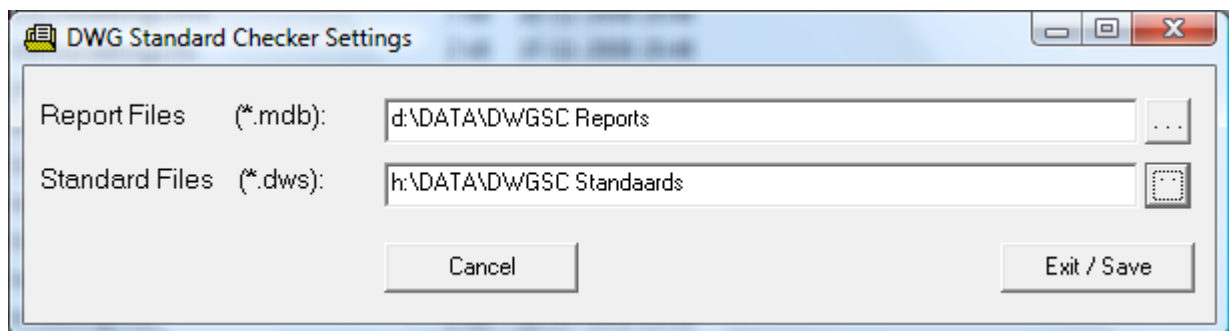 DWG Standard Checker Settings
Report Files (*.mdb): d:\DATA\DWGSC Reports ...
Standard Files (*.dws): h:\DATA\DWGSC Standaards
Cancel Exit / Save